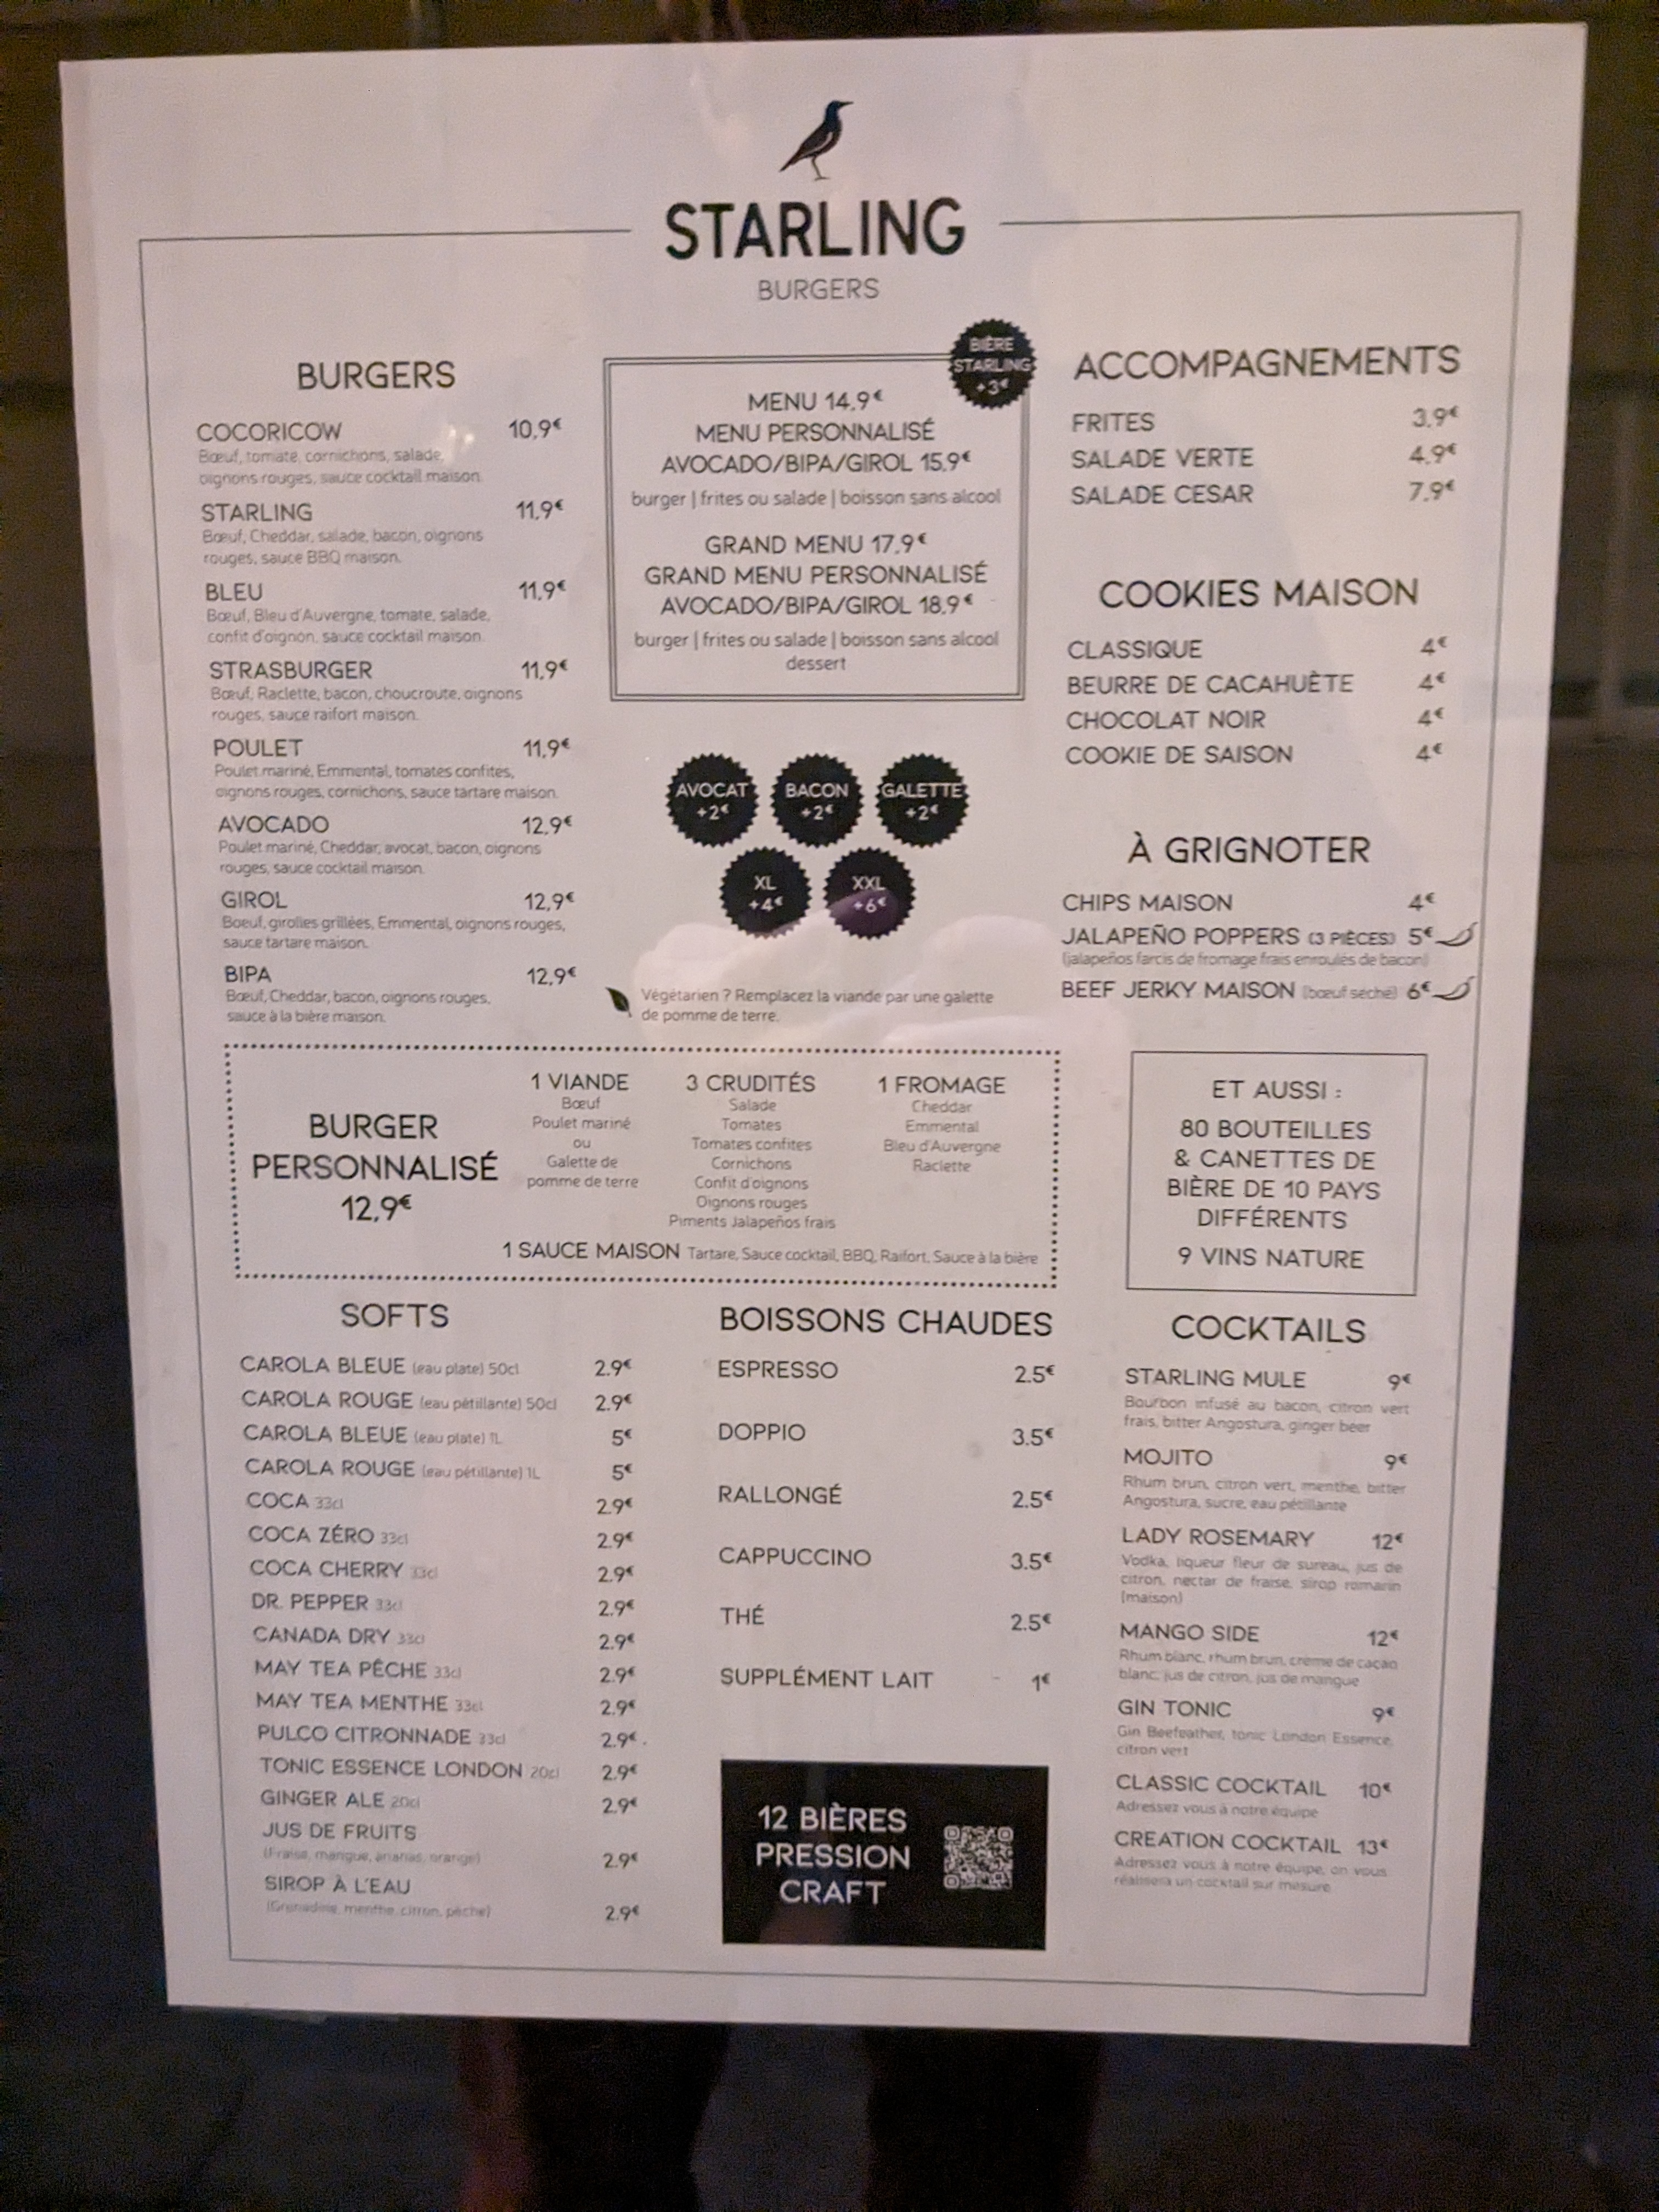 STARLING
BURGERS
BURGERS
COCORICOW 10,9€
Bœuf, tomate, cornichons, salade,
oignons rouges, sauce cocktail maison.
STARLING 11,9€
Bœuf, Cheddar, salade, bacon, oignons
rouges, sauce BBQ maison.
BLEU 11,9€
Bœuf, Bleu d'Auvergne, tomate, salade,
confit d'oignon, sauce cocktail maison.
STRASBURGER 11,9€
Bœuf, Raclette, bacon, choucroute, oignons
rouges, sauce raifort maison.
POULET 11,9€
Poulet mariné, Emmental, tomates confites,
oignons rouges, cornichons, sauce tartare maison.
AVOCADO 12,9€
Poulet mariné, Cheddar, avocat, bacon, oignons
rouges, sauce cocktail maison.
GIROL 12,9€
Boeuf, girolles grillées, Emmental, oignons rouges,
sauce tartare maison.
BIPA 12,9€
Bœuf, Cheddar, bacon, oignons rouges,
sauce à la bière maison.
BIÈRE
STARLING
+3€
MENU 14.9€
MENU PERSONNALISÉ
AVOCADO/BIPA/GIROL 15.9€
burger | frites ou salade | boisson sans alcool
GRAND MENU 17.9€
GRAND MENU PERSONNALISÉ
AVOCADO/BIPA/GIROL 18.9€
burger | frites ou salade | boisson sans alcool
dessert
AVOCAT
+2€
BACON
+2€
GALETTE
+2€
XL
+4€
XXL
+6€
Végétarien ? Remplacez la viande par une galette
de pomme de terre.
ACCOMPAGNEMENTS
FRITES 3.9€
SALADE VERTE 4.9€
SALADE CESAR 7.9€
COOKIES MAISON
CLASSIQUE 4€
BEURRE DE CACAHUÈTE 4€
CHOCOLAT NOIR 4€
COOKIE DE SAISON 4€
À GRIGNOTER
CHIPS MAISON 4€
JALAPEÑO POPPERS (3 PIÈCES) 5€
(jalapeños farcis de fromage frais enroulés de bacon)
BEEF JERKY MAISON (bœuf séché) 6€
BURGER
PERSONNALISÉ
12,9€
1 VIANDE
Bœuf
Poulet mariné
ou
Galette de
pomme de terre
3 CRUDITÉS
Salade
Tomates
Tomates confites
Cornichons
Confit d'oignons
Oignons rouges
Piments Jalapeños frais
1 FROMAGE
Cheddar
Emmental
Bleu d'Auvergne
Raclette
1 SAUCE MAISON Tartare, Sauce cocktail, BBQ, Raifort, Sauce à la bière
ET AUSSI :
80 BOUTEILLES
& CANETTES DE
BIÈRE DE 10 PAYS
DIFFÉRENTS
9 VINS NATURE
SOFTS
CAROLA BLEUE (eau plate) 50cl 2.9€
CAROLA ROUGE (eau pétillante) 50cl 2.9€
CAROLA BLEUE (eau plate) 1L 5€
CAROLA ROUGE (eau pétillante) 1L 5€
COCA 33cl 2.9€
COCA ZÉRO 33cl 2.9€
COCA CHERRY 33cl 2.9€
DR. PEPPER 33cl 2.9€
CANADA DRY 33cl 2.9€
MAY TEA PÊCHE 33cl 2.9€
MAY TEA MENTHE 33cl 2.9€
PULCO CITRONNADE 33cl 2.9€
TONIC ESSENCE LONDON 20cl 2.9€
GINGER ALE 20cl 2.9€
JUS DE FRUITS
(Fraise, mangue, ananas, orange) 2.9€
SIROP À L'EAU
(Grenadine, menthe, citron, pêche) 2.9€
BOISSONS CHAUDES
ESPRESSO 2.5€
DOPPIO 3.5€
RALLONGÉ 2.5€
CAPPUCCINO 3.5€
THÉ 2.5€
SUPPLÉMENT LAIT 1€
12 BIÈRES
PRESSION
CRAFT
COCKTAILS
STARLING MULE 9€
Bourbon infusé au bacon, citron vert
frais, bitter Angostura, ginger beer
MOJITO 9€
Rhum brun, citron vert, menthe, bitter
Angostura, sucre, eau pétillante
LADY ROSEMARY 12€
Vodka, liqueur fleur de sureau, jus de
citron, nectar de fraise, sirop romarin
(maison)
MANGO SIDE 12€
Rhum blanc, rhum brun, crème de cacao
blanc, jus de citron, jus de mangue
GIN TONIC 9€
Gin Beefeather, tonic London Essence,
citron vert
CLASSIC COCKTAIL 10€
Adressez vous à notre équipe
CREATION COCKTAIL 13€
Adressez vous à notre équipe, on vous
réalisera un cocktail sur mesure